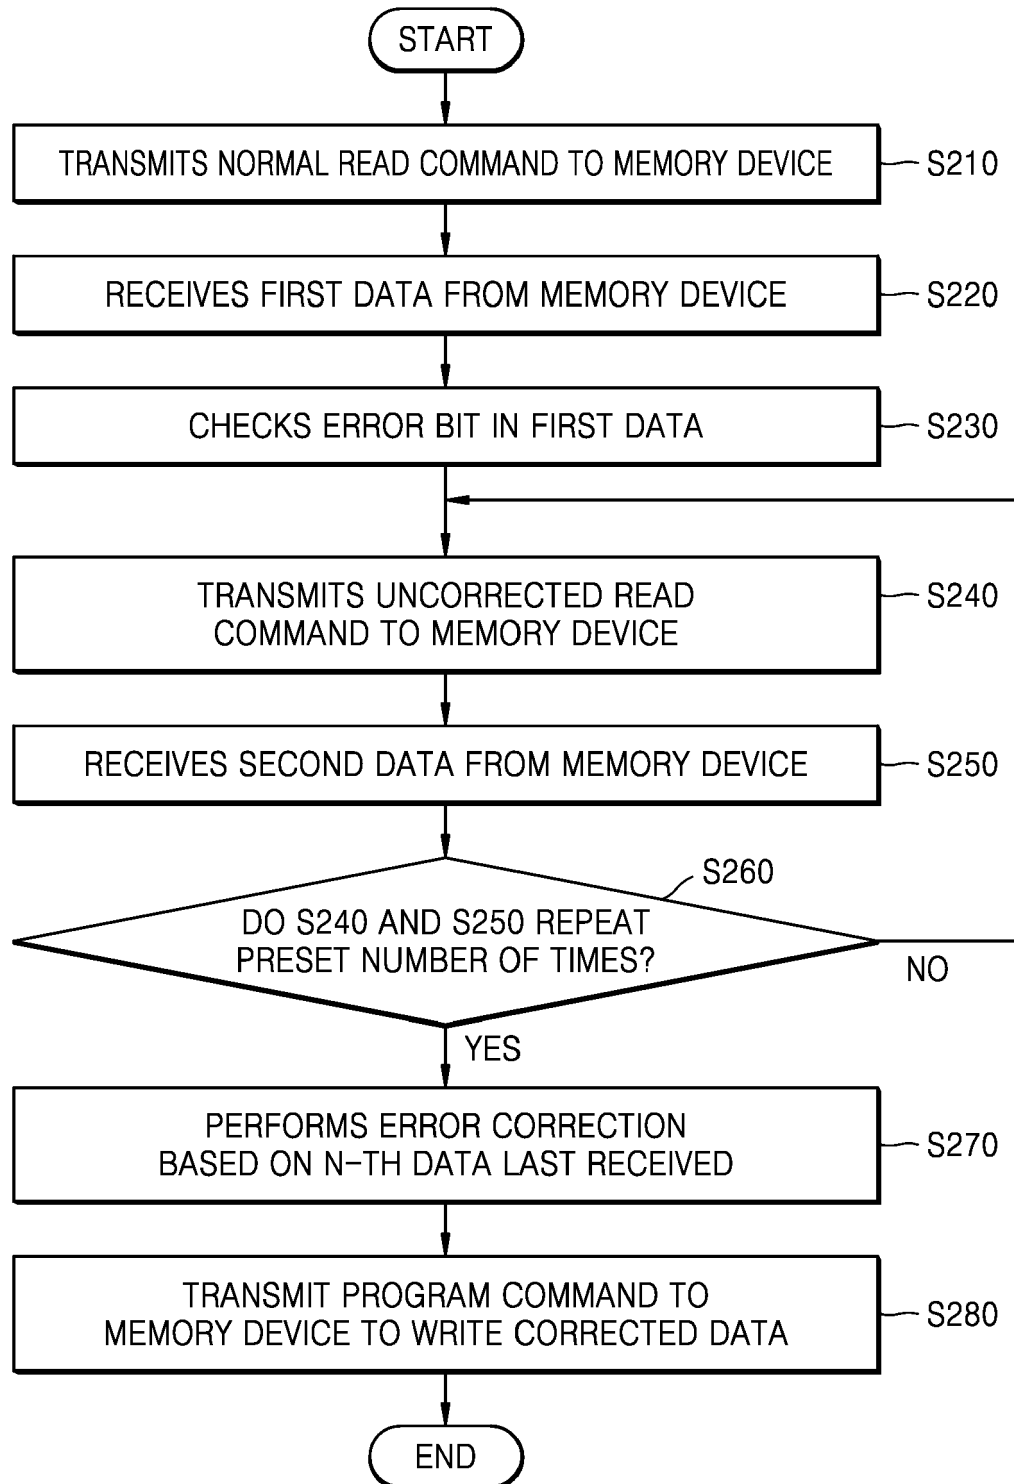 START
TRANSMITS NORMAL READ COMMAND TO MEMORY DEVICE
S210
RECEIVES FIRST DATA FROM MEMORY DEVICE
S220
CHECKS ERROR BIT IN FIRST DATA
S230
TRANSMITS UNCORRECTED READ
COMMAND TO MEMORY DEVICE
S240
RECEIVES SECOND DATA FROM MEMORY DEVICE
S250
S260
DO S240 AND S250 REPEAT
PRESET NUMBER OF TIMES?
NO
YES
PERFORMS ERROR CORRECTION
BASED ON N-TH DATA LAST RECEIVED
S270
TRANSMIT PROGRAM COMMAND TO
MEMORY DEVICE TO WRITE CORRECTED DATA
S280
END